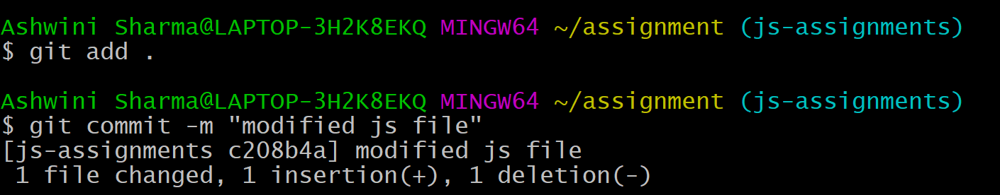 Ashwini Sharma@LAPTOP-3H2K8EKQ MINGW64 ~/assignment (js-assignments)
$ git add .
Ashwini Sharma@LAPTOP-3H2K8EKQ MINGW64 ~/assignment (js-assignments)
$ git commit -m "modified js file"
[js-assignments c208b4a] modified js file
1 file changed, 1 insertion(+), 1 deletion(-)